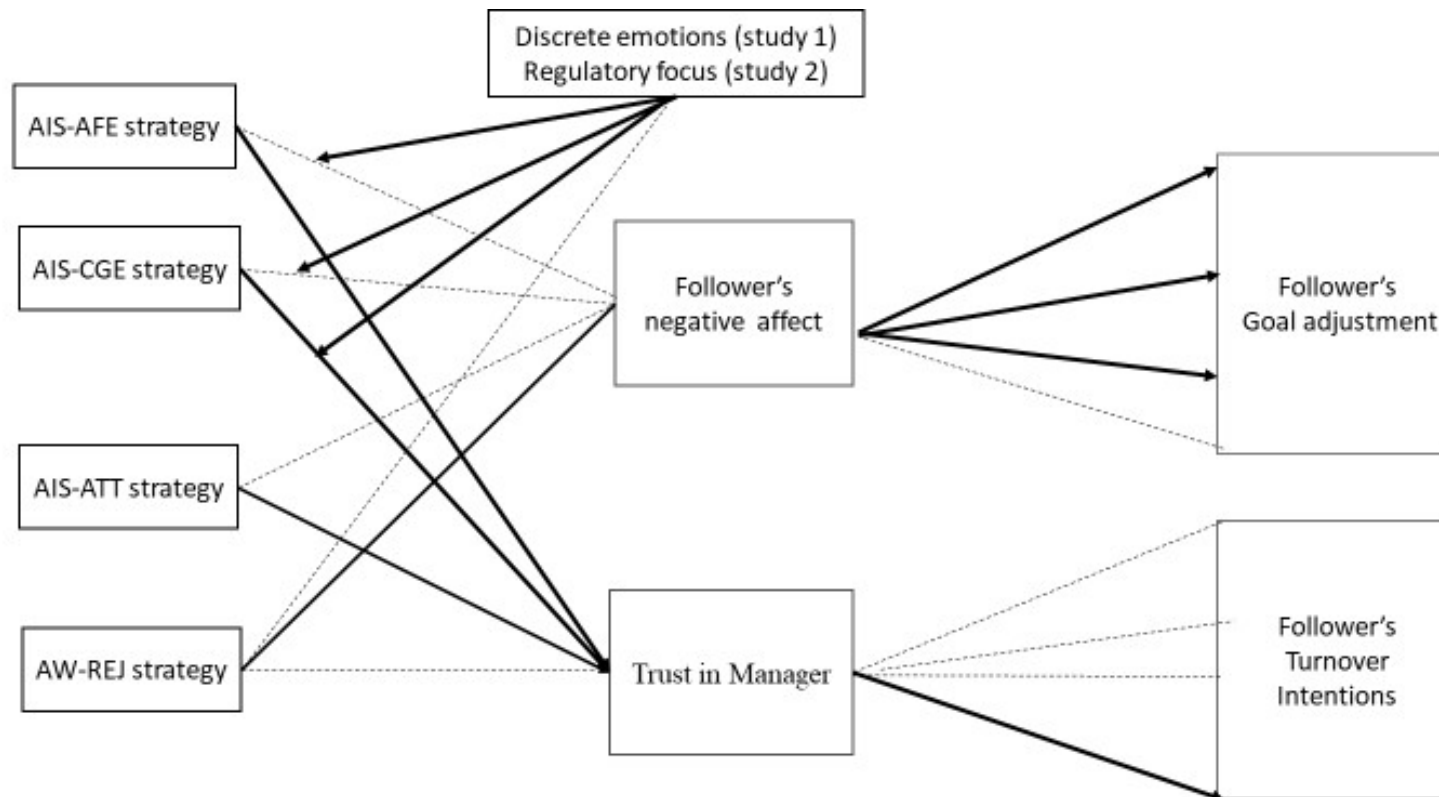 Discrete emotions (study 1)
Regulatory focus (study 2)
AIS-AFE strategy
AIS-CGE strategy
Follower's
negative affect
Follower's
Goal adjustment
AIS-ATT strategy
AW-REJ strategy
Trust in Manager
Follower's
Turnover
Intentions